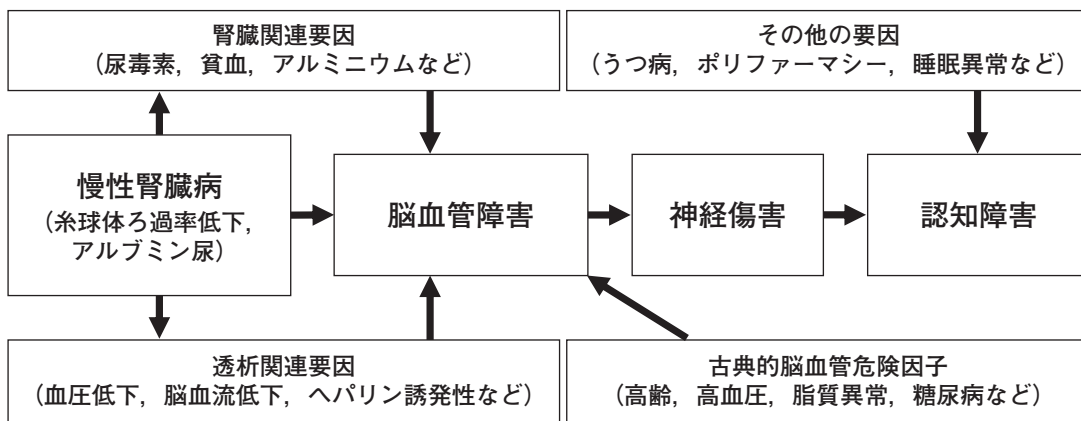 腎臓関連要因
（尿毒素，貧血，アルミニウムなど）
その他の要因
（うつ病，ポリファーマシー，睡眠異常など）
慢性腎臓病
（糸球体ろ過率低下，
アルブミン尿）
脳血管障害
神経傷害
認知障害
透析関連要因
（血圧低下，脳血流低下，ヘパリン誘発性など）
古典的脳血管危険因子
（高齢，高血圧，脂質異常，糖尿病など）